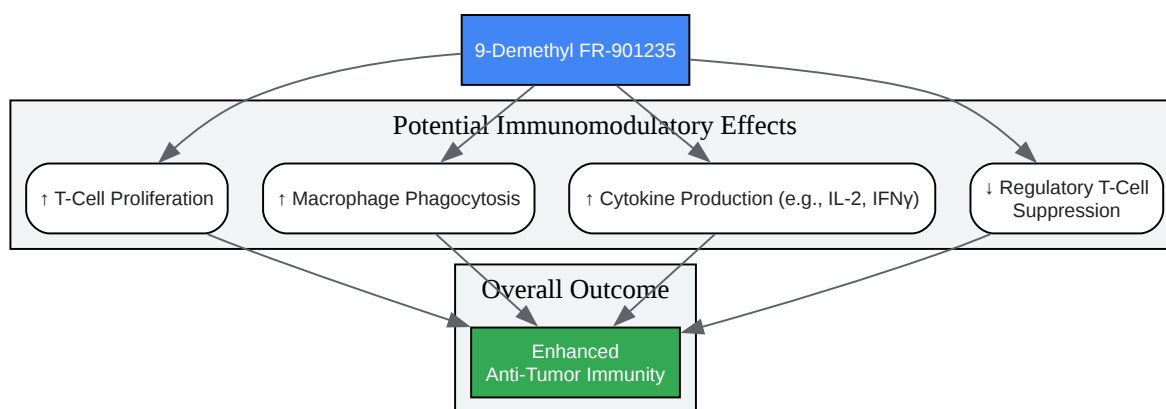 9-Demethyl FR-901235
Potential Immunomodulatory Effects
↑ T-Cell Proliferation
↑ Macrophage Phagocytosis
↑ Cytokine Production (e.g., IL-2, IFNγ)
↓ Regulatory T-Cell
Suppression
Overall Outcome
Enhanced
Anti-Tumor Immunity